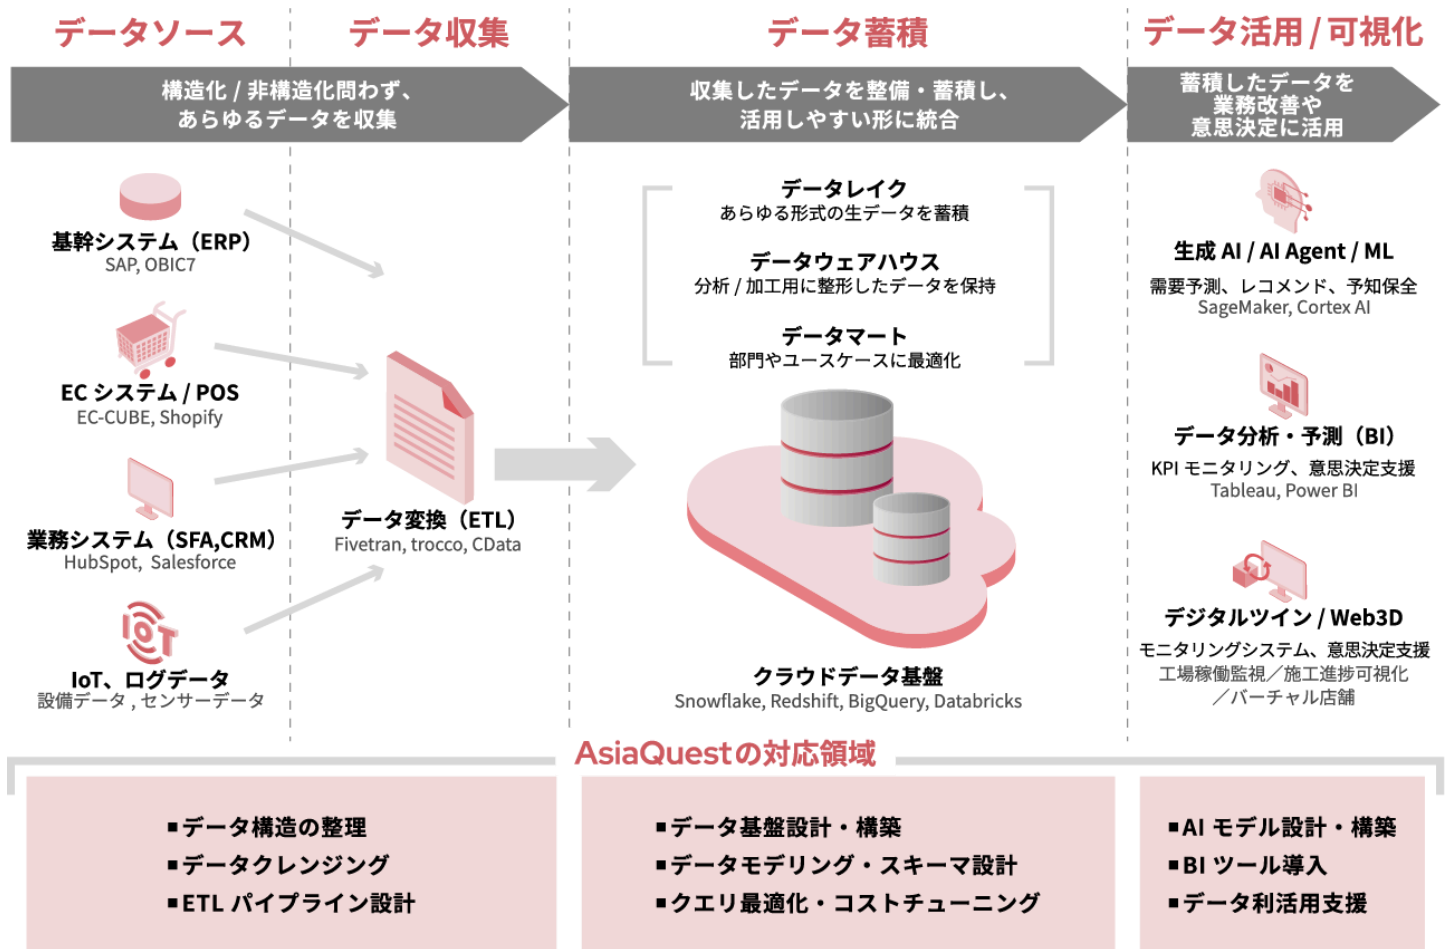 データソース
データ収集
データ蓄積
データ活用 / 可視化
構造化 / 非構造化問わず、
あらゆるデータを収集
収集したデータを整備・蓄積し、
活用しやすい形に統合
蓄積したデータを
業務改善や
意思決定に活用
基幹システム（ERP）
SAP, OBIC7
EC システム / POS
EC-CUBE, Shopify
業務システム（SFA,CRM）
HubSpot, Salesforce
IoT
IoT、ログデータ
設備データ , センサーデータ
データ変換（ETL）
Fivetran, trocco, CData
データレイク
あらゆる形式の生データを蓄積
データウェアハウス
分析 / 加工用に整形したデータを保持
データマート
部門やユースケースに最適化
クラウドデータ基盤
Snowflake, Redshift, BigQuery, Databricks
生成 AI / AI Agent / ML
需要予測、レコメンド、予知保全
SageMaker, Cortex AI
データ分析・予測（BI）
KPI モニタリング、意思決定支援
Tableau, Power BI
デジタルツイン / Web3D
モニタリングシステム、意思決定支援
工場稼働監視／施工進捗可視化
／バーチャル店舗
AsiaQuestの対応領域
■データ構造の整理
■データクレンジング
■ETL パイプライン設計
■データ基盤設計・構築
■データモデリング・スキーマ設計
■クエリ最適化・コストチューニング
■AI モデル設計・構築
■BI ツール導入
■データ利活用支援